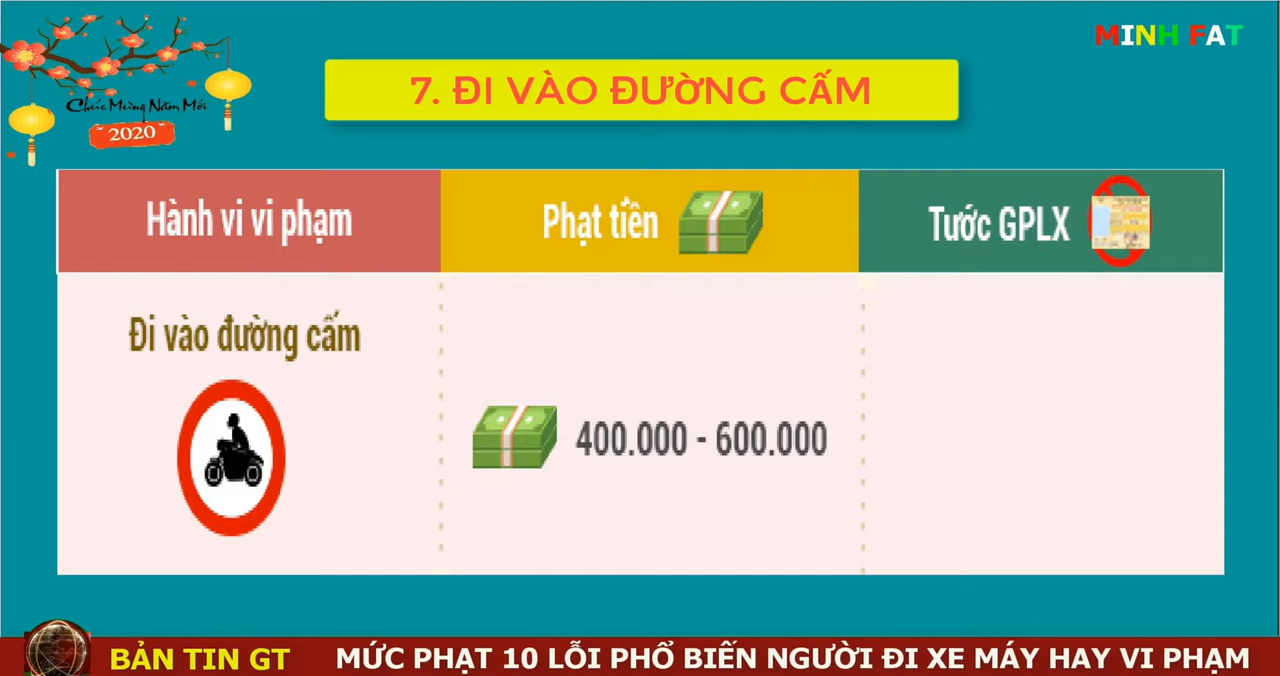 MINH FAT
Chúc Mừng Năm Mới
2020
7. ĐI VÀO ĐƯỜNG CẤM
Hành vi vi phạm
Phạt tiền
Tước GPLX
Đi vào đường cấm
400.000 - 600.000
BẢN TIN GT
MỨC PHẠT 10 LỖI PHỔ BIẾN NGƯỜI ĐI XE MÁY HAY VI PHẠM